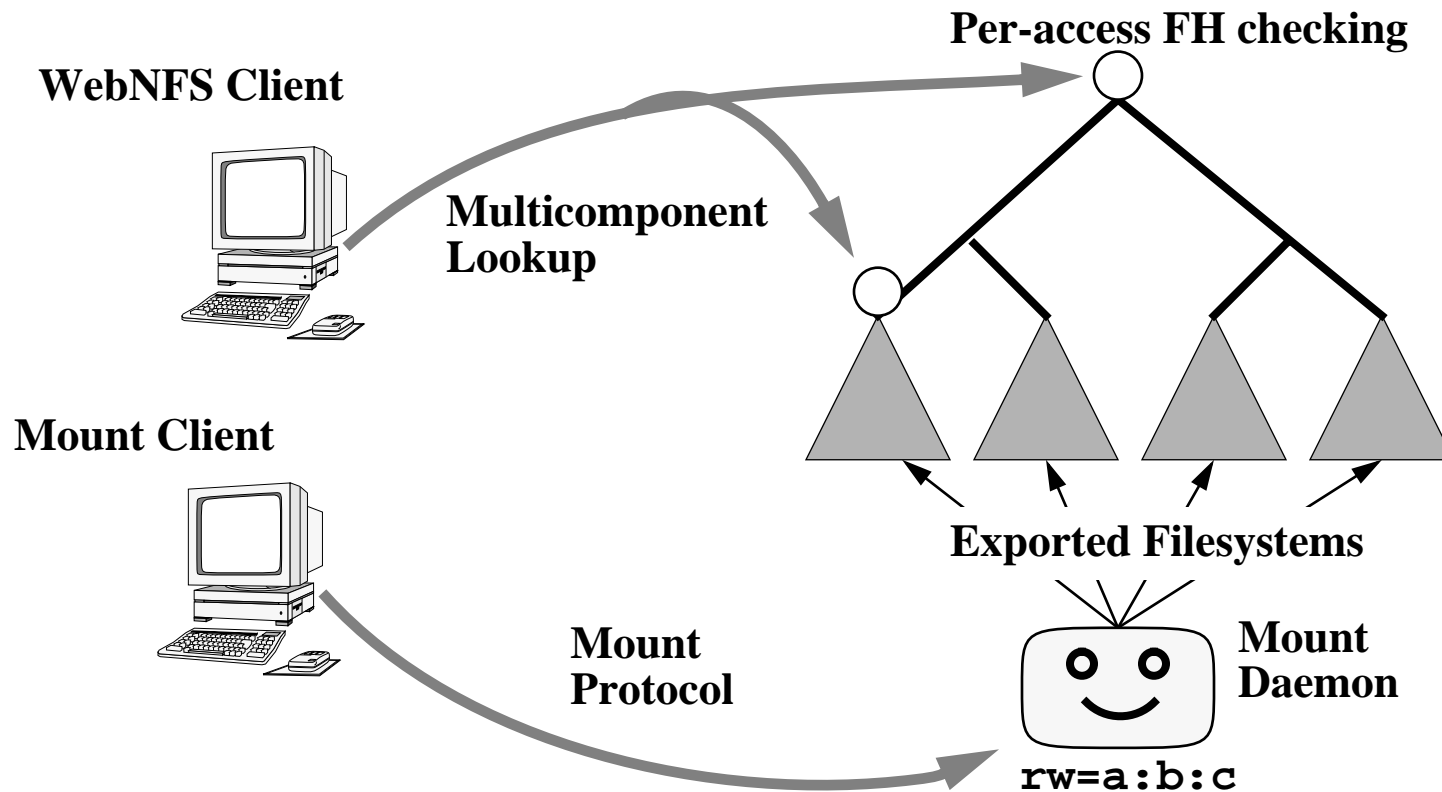 Per-access FH checking
WebNFS Client
Multicomponent
Lookup
Mount Client
Exported Filesystems
Mount
Protocol
Mount
Daemon
rw=a:b:c